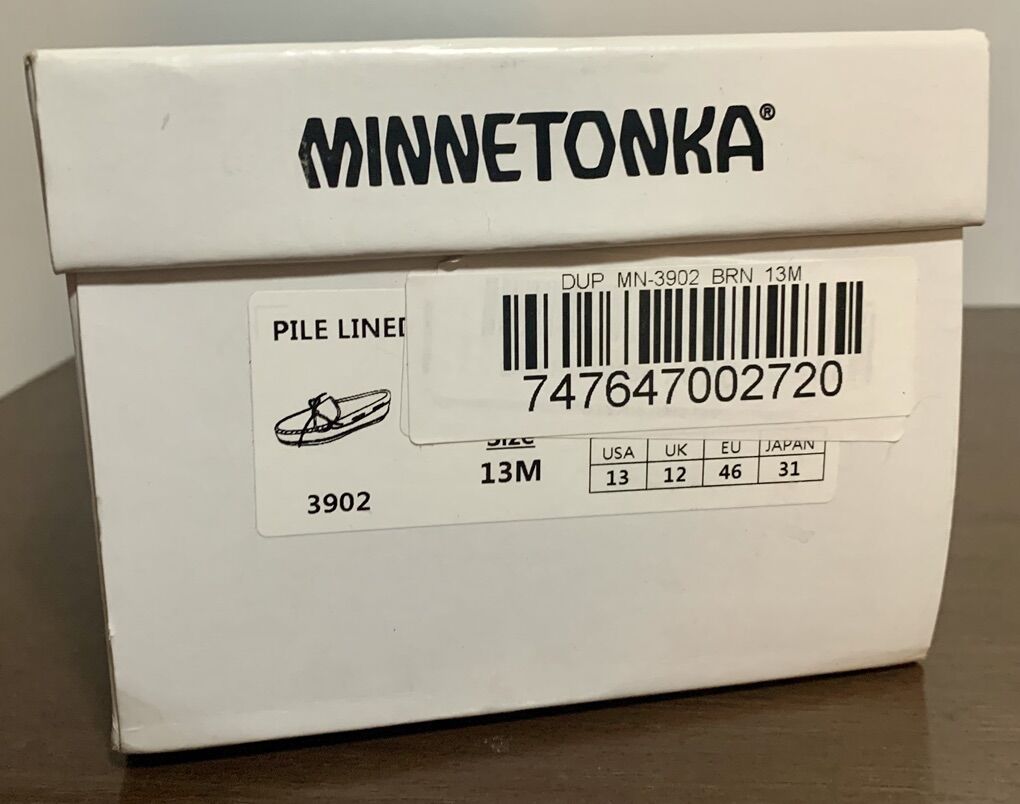 MINNETONKA®
DUP MN-3902 BRN 13M
747647002720
PILE LINED
SIZE
13M
USA UK EU JAPAN
13 12 46 31
3902